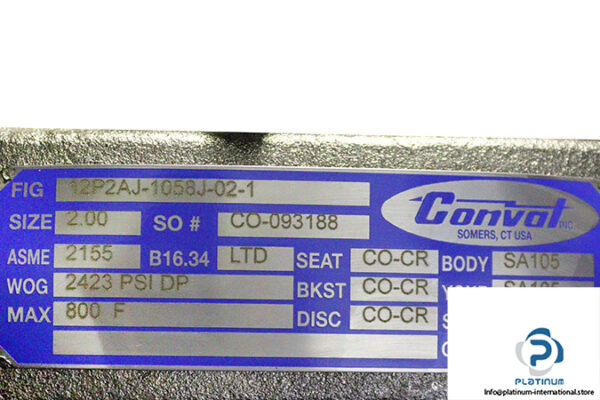 FIG 12P2AJ-1058J-02-1
Conval INC.
SOMERS, CT USA
SIZE 2.00 SO # CO-093188
ASME 2155 B16.34 LTD SEAT CO-CR BODY SA105
WOG 2423 PSI DP BKST CO-CR SA105
MAX 800 F DISC CO-CR
PLATINUM
Info@platinum-international.store